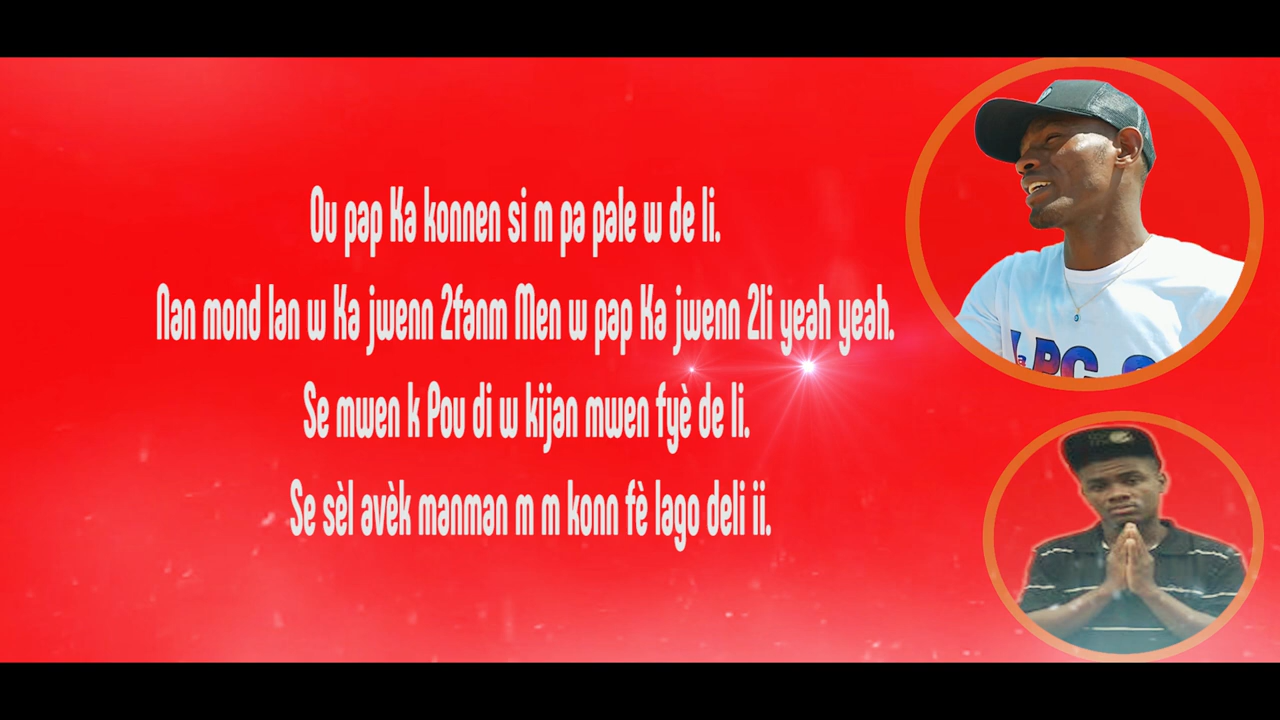 Ou pap Ka konnen si m pa pale w de li.
Nan mond lan w Ka jwenn 2fanm Men w pap Ka jwenn 2li yeah yeah.
Se mwen k Pou di w kijan mwen fyè de li.
Se sèl avèk manman m m konn fè lago deli ii.